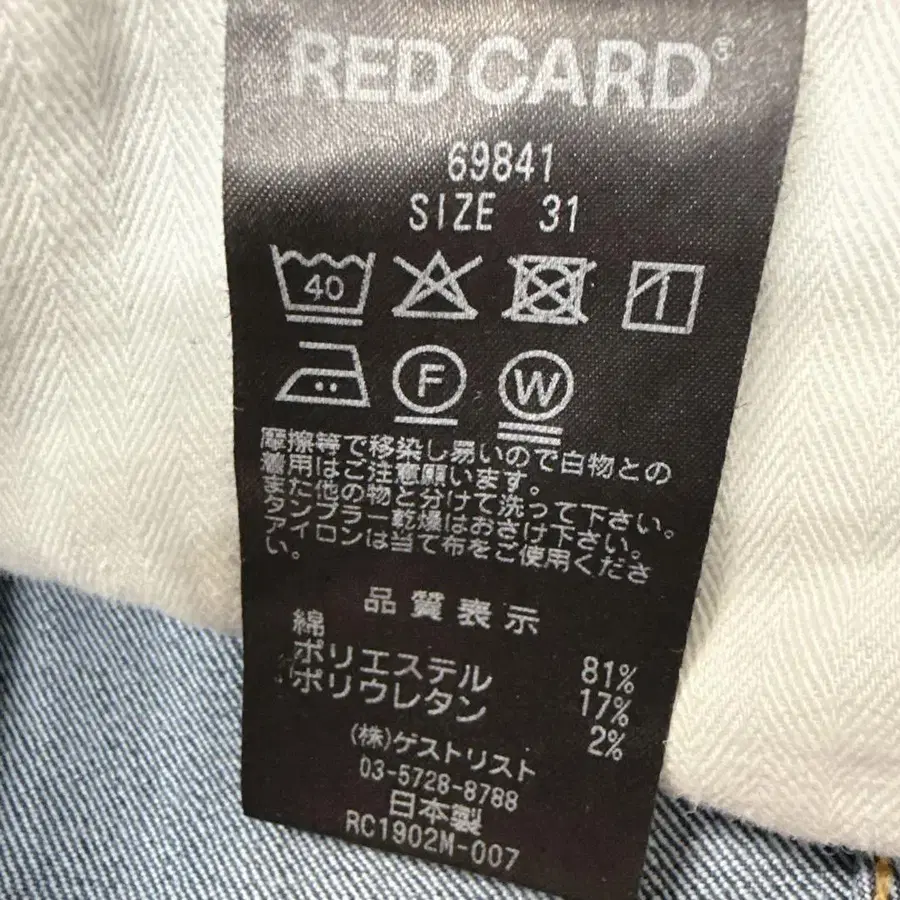 RED CARD®
69841
SIZE 31
40
F W
摩擦等で移染し易いので白物との
着用はご注意願います。
また他の物と分けて洗って下さい。
タンブラー乾燥はおさけ下さい。
アイロンは当て布をご使用くださ
い。
品質表示
綿 81%
ポリエステル 17%
ポリウレタン 2%
(株)ゲストリスト
03-5728-8788
日本製
RC1902M-007